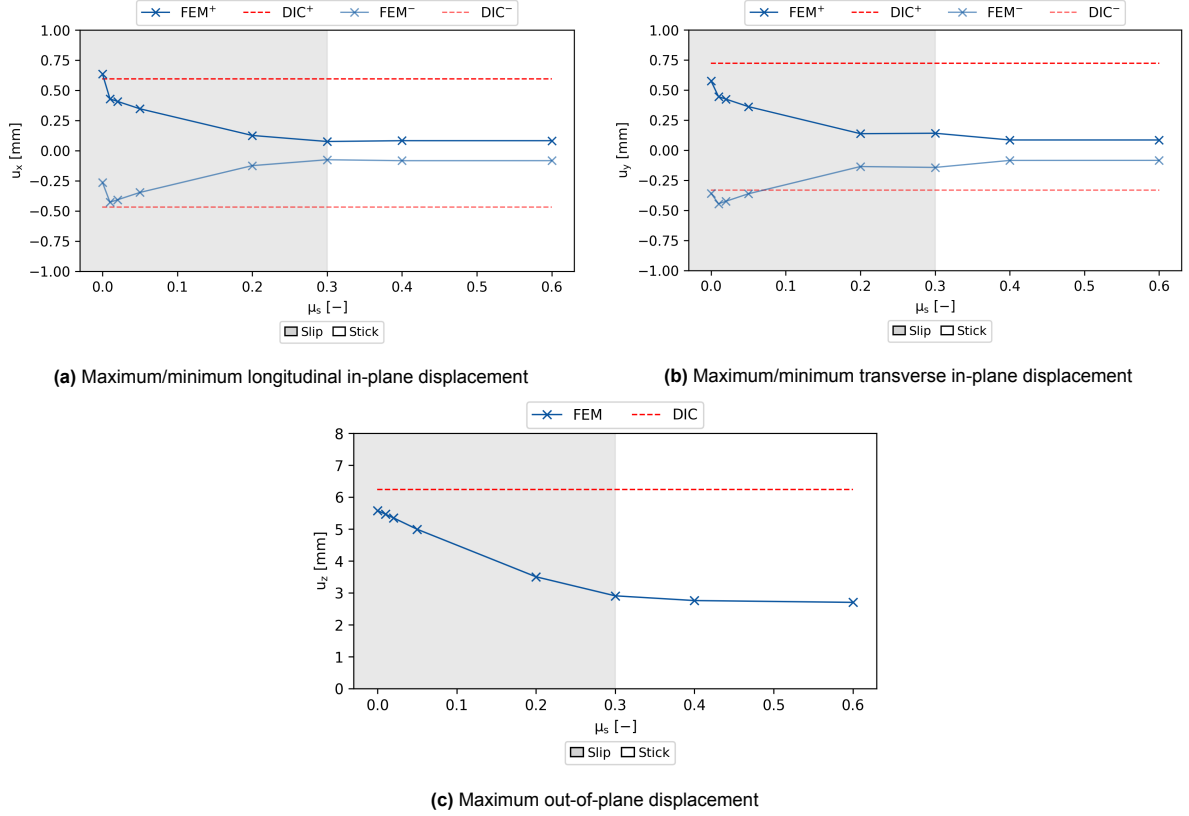 FEM⁺ DIC⁺ FEM⁻ DIC⁻
1.00
0.75
0.50
0.25
0.00
−0.25
−0.50
−0.75
−1.00
uₓ [mm]
0.0 0.1 0.2 0.3 0.4 0.5 0.6
μₛ [−]
Slip Stick
(a) Maximum/minimum longitudinal in-plane displacement
FEM⁺ DIC⁺ FEM⁻ DIC⁻
1.00
0.75
0.50
0.25
0.00
−0.25
−0.50
−0.75
−1.00
u_y [mm]
0.0 0.1 0.2 0.3 0.4 0.5 0.6
μₛ [−]
Slip Stick
(b) Maximum/minimum transverse in-plane displacement
FEM DIC
8
7
6
5
4
3
2
1
0
u_z [mm]
0.0 0.1 0.2 0.3 0.4 0.5 0.6
μₛ [−]
Slip Stick
(c) Maximum out-of-plane displacement